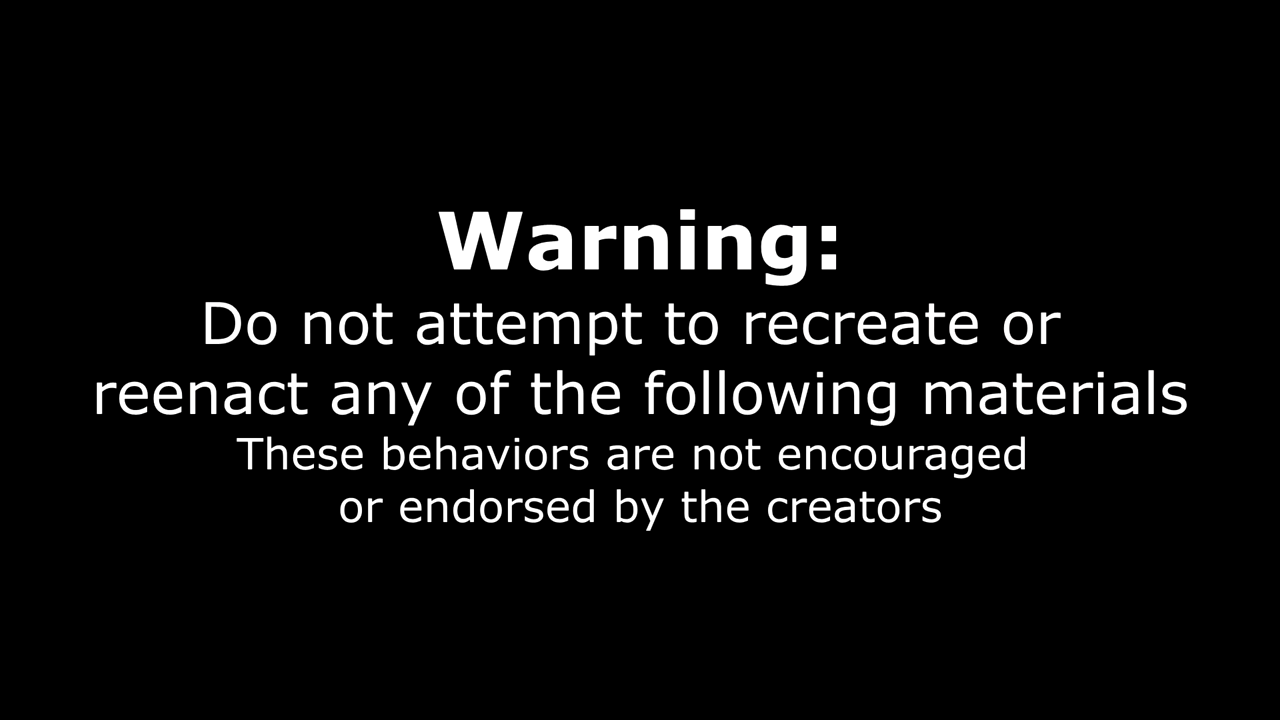 Warning:
Do not attempt to recreate or
reenact any of the following materials
These behaviors are not encouraged
or endorsed by the creators